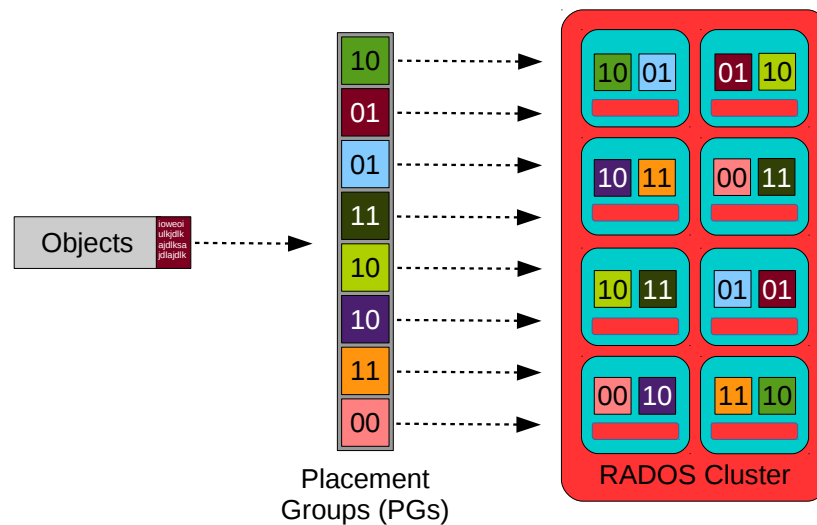 Objects
ioweoi
ulkjdlk
ajdlksa
jdlajdlk
10
01
01
11
10
10
11
00
Placement
Groups (PGs)
10 01 01 10
10 11 00 11
10 11 01 01
00 10 11 10
RADOS Cluster